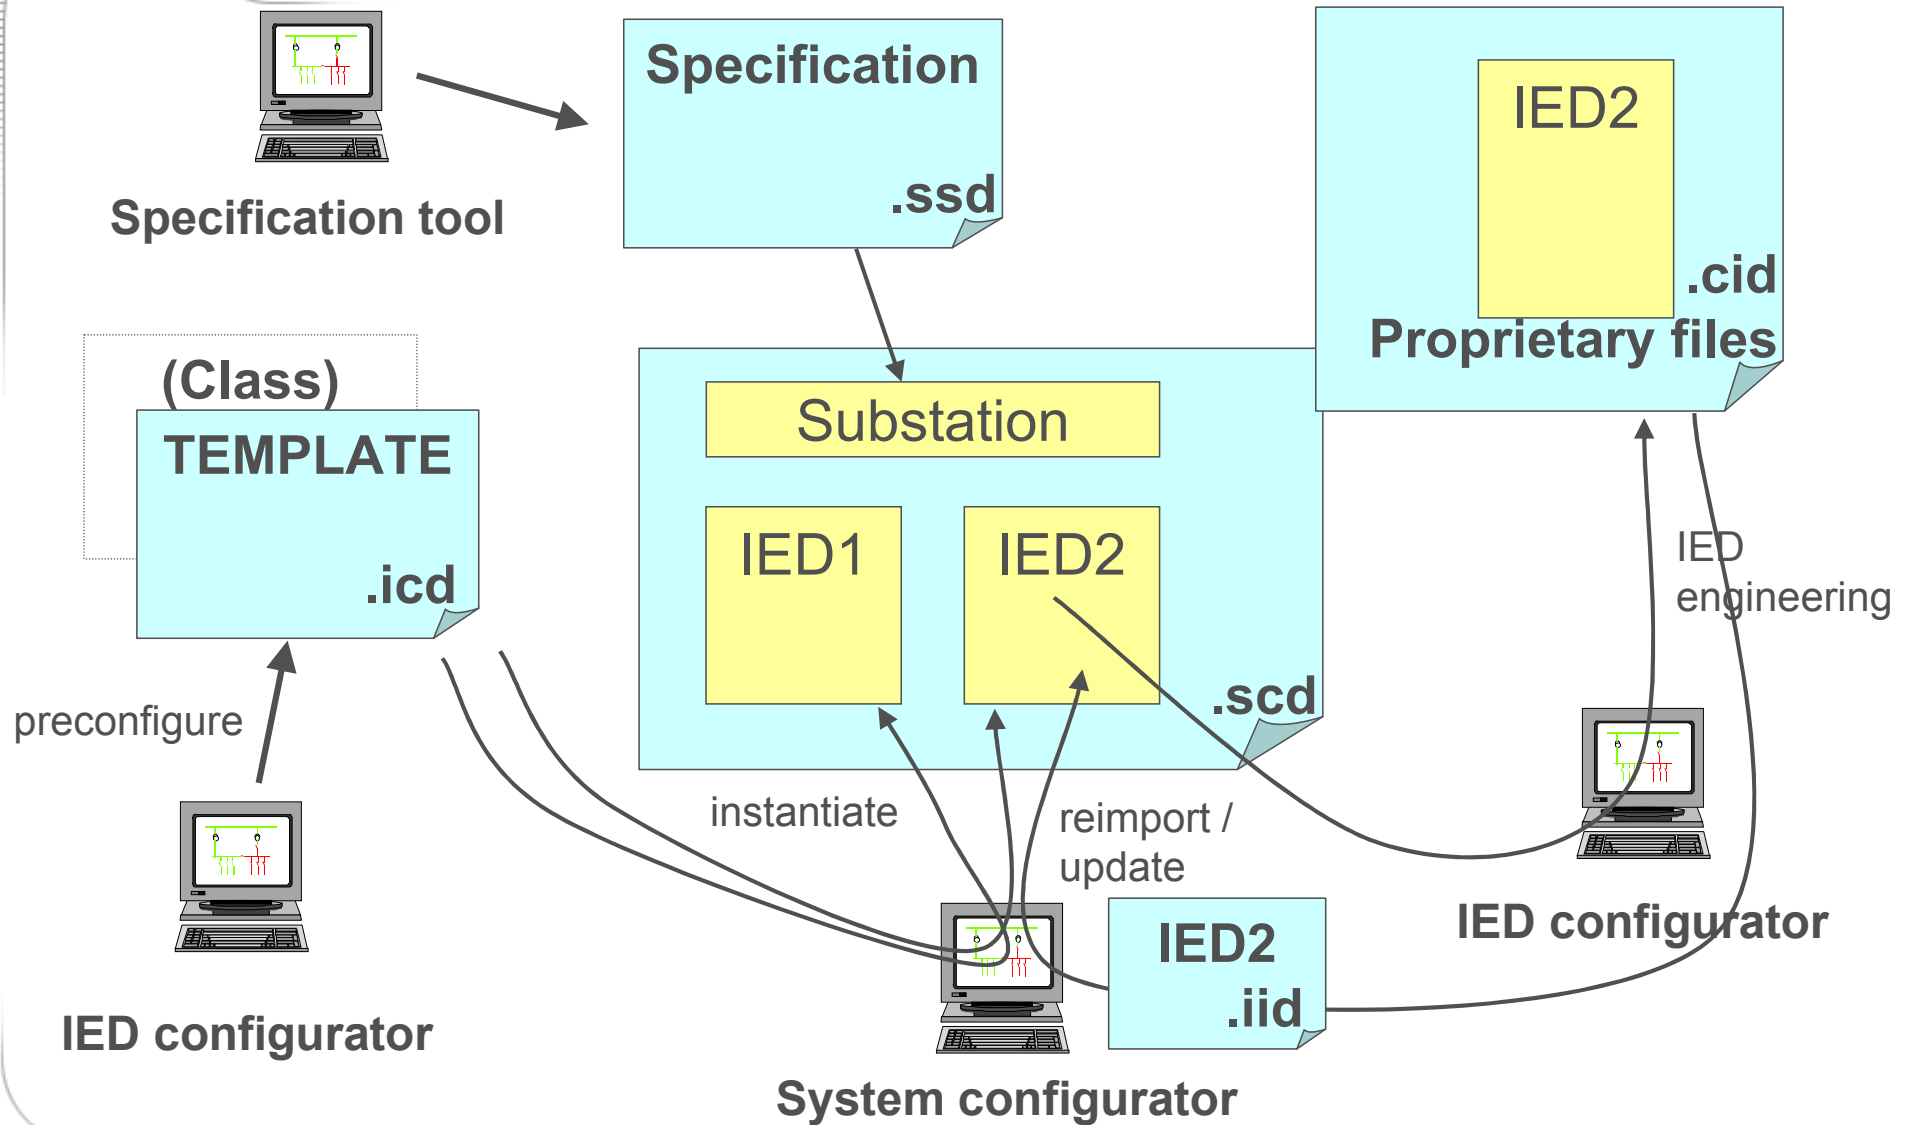 Specification
.ssd
Specification tool
IED2
.cid
Proprietary files
(Class)
TEMPLATE
.icd
Substation
IED1
IED2
.scd
IED
engineering
preconfigure
instantiate
reimport /
update
IED2
.iid
IED configurator
IED configurator
System configurator